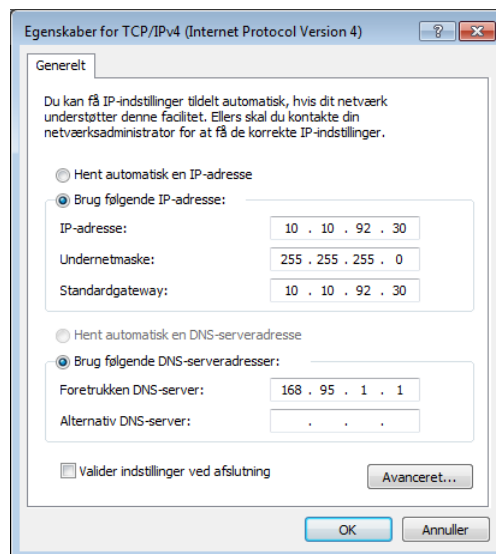 Egenskaber for TCP/IPv4 (Internet Protocol Version 4)
Generelt
Du kan få IP-indstillinger tildelt automatisk, hvis dit netværk
understøtter denne facilitet. Ellers skal du kontakte din
netværksadministrator for at få de korrekte IP-indstillinger.
Hent automatisk en IP-adresse
Brug følgende IP-adresse:
IP-adresse: 10 . 10 . 92 . 30
Undernetmaske: 255 . 255 . 255 . 0
Standardgateway: 10 . 10 . 92 . 30
Hent automatisk en DNS-serveradresse
Brug følgende DNS-serveradresser:
Foretrukken DNS-server: 168 . 95 . 1 . 1
Alternativ DNS-server: . . .
Valider indstillinger ved afslutning
Avanceret...
OK Annuller